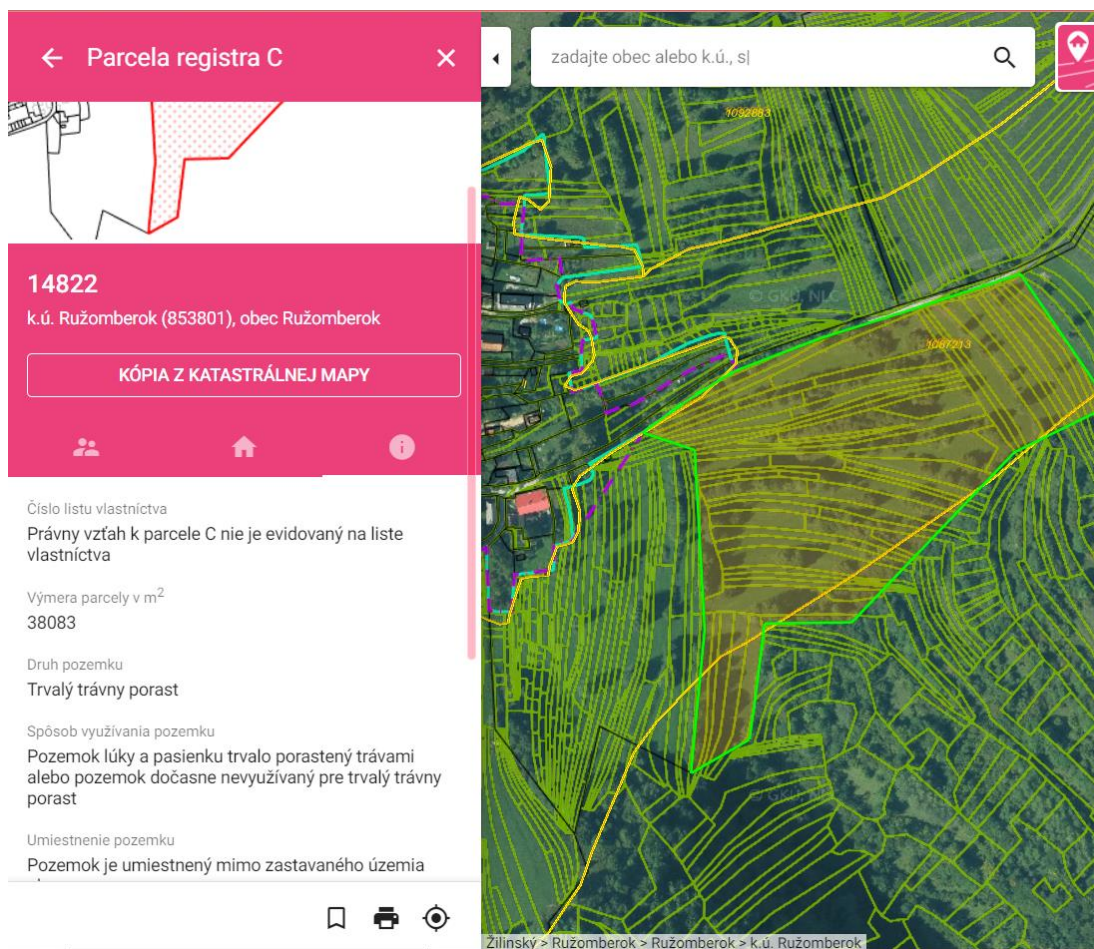 Parcela registra C
zadajte obec alebo k.ú., s
1092683
14822
k.ú. Ružomberok (853801), obec Ružomberok
KÓPIA Z KATASTRÁLNEJ MAPY
© GKÚ, NLC
1087213
Číslo listu vlastníctva
Právny vzťah k parcele C nie je evidovaný na liste
vlastníctva
Výmera parcely v m2
38083
Druh pozemku
Trvalý trávny porast
Spôsob využívania pozemku
Pozemok lúky a pasienku trvalo porastený trávami
alebo pozemok dočasne nevyužívaný pre trvalý trávny
porast
© GKÚ, NLC
Umiestnenie pozemku
Pozemok je umiestnený mimo zastavaného územia
Žilinský > Ružomberok > Ružomberok > k.ú. Ružomberok